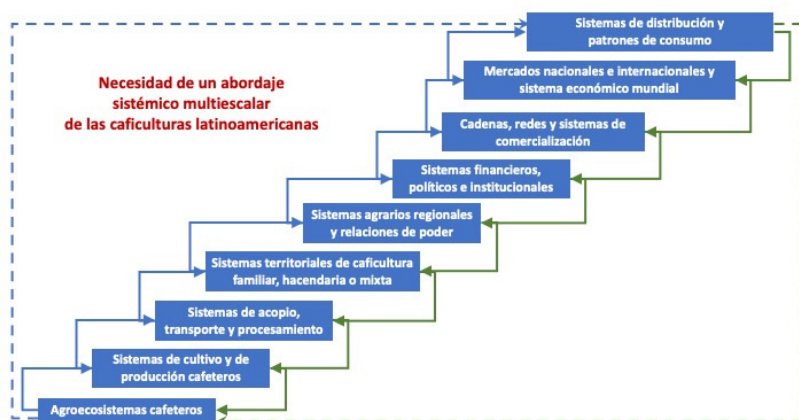 Sistemas de distribución y
patrones de consumo
Necesidad de un abordaje
sistémico multiescalar
de las caficulturas latinoamericanas
Mercados nacionales e internacionales y
sistema económico mundial
Cadenas, redes y sistemas de
comercialización
Sistemas financieros,
políticos e institucionales
Sistemas agrarios regionales
y relaciones de poder
Sistemas territoriales de caficultura
familiar, hacendaria o mixta
Sistemas de acopio,
transporte y procesamiento
Sistemas de cultivo y de
producción cafeteros
Agroecosistemas cafeteros